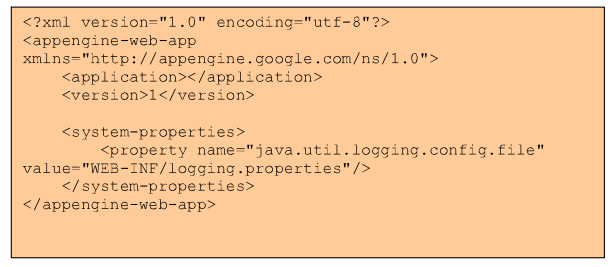 <?xml version="1.0" encoding="utf-8"?>
<appengine-web-app
xmlns="http://appengine.google.com/ns/1.0">
    <application></application>
    <version>1</version>

    <system-properties>
        <property name="java.util.logging.config.file"
value="WEB-INF/logging.properties"/>
    </system-properties>
</appengine-web-app>